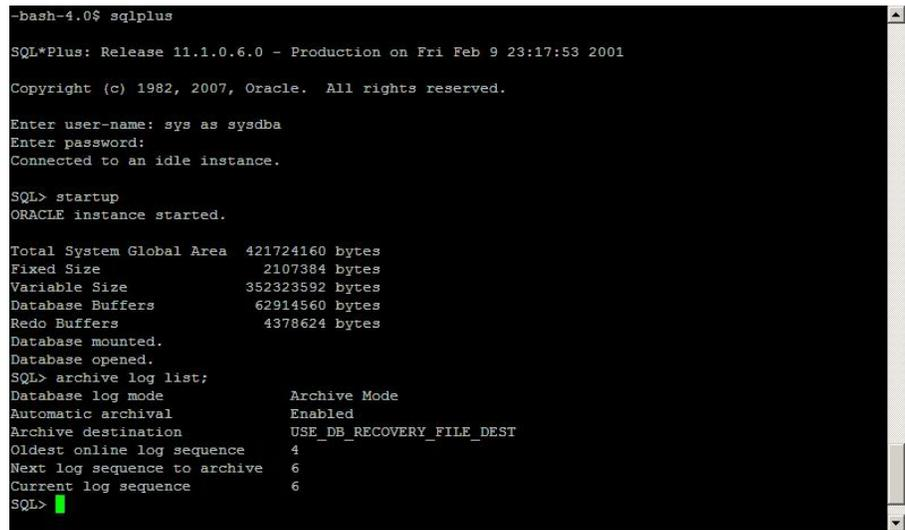 -bash-4.0$ sqlplus
SQL*Plus: Release 11.1.0.6.0 - Production on Fri Feb 9 23:17:53 2001
Copyright (c) 1982, 2007, Oracle.  All rights reserved.
Enter user-name: sys as sysdba
Enter password:
Connected to an idle instance.
SQL> startup
ORACLE instance started.
Total System Global Area  421724160 bytes
Fixed Size                  2107384 bytes
Variable Size             352323592 bytes
Database Buffers           62914560 bytes
Redo Buffers                4378624 bytes
Database mounted.
Database opened.
SQL> archive log list;
Database log mode              Archive Mode
Automatic archival             Enabled
Archive destination            USE_DB_RECOVERY_FILE_DEST
Oldest online log sequence     4
Next log sequence to archive   6
Current log sequence           6
SQL>